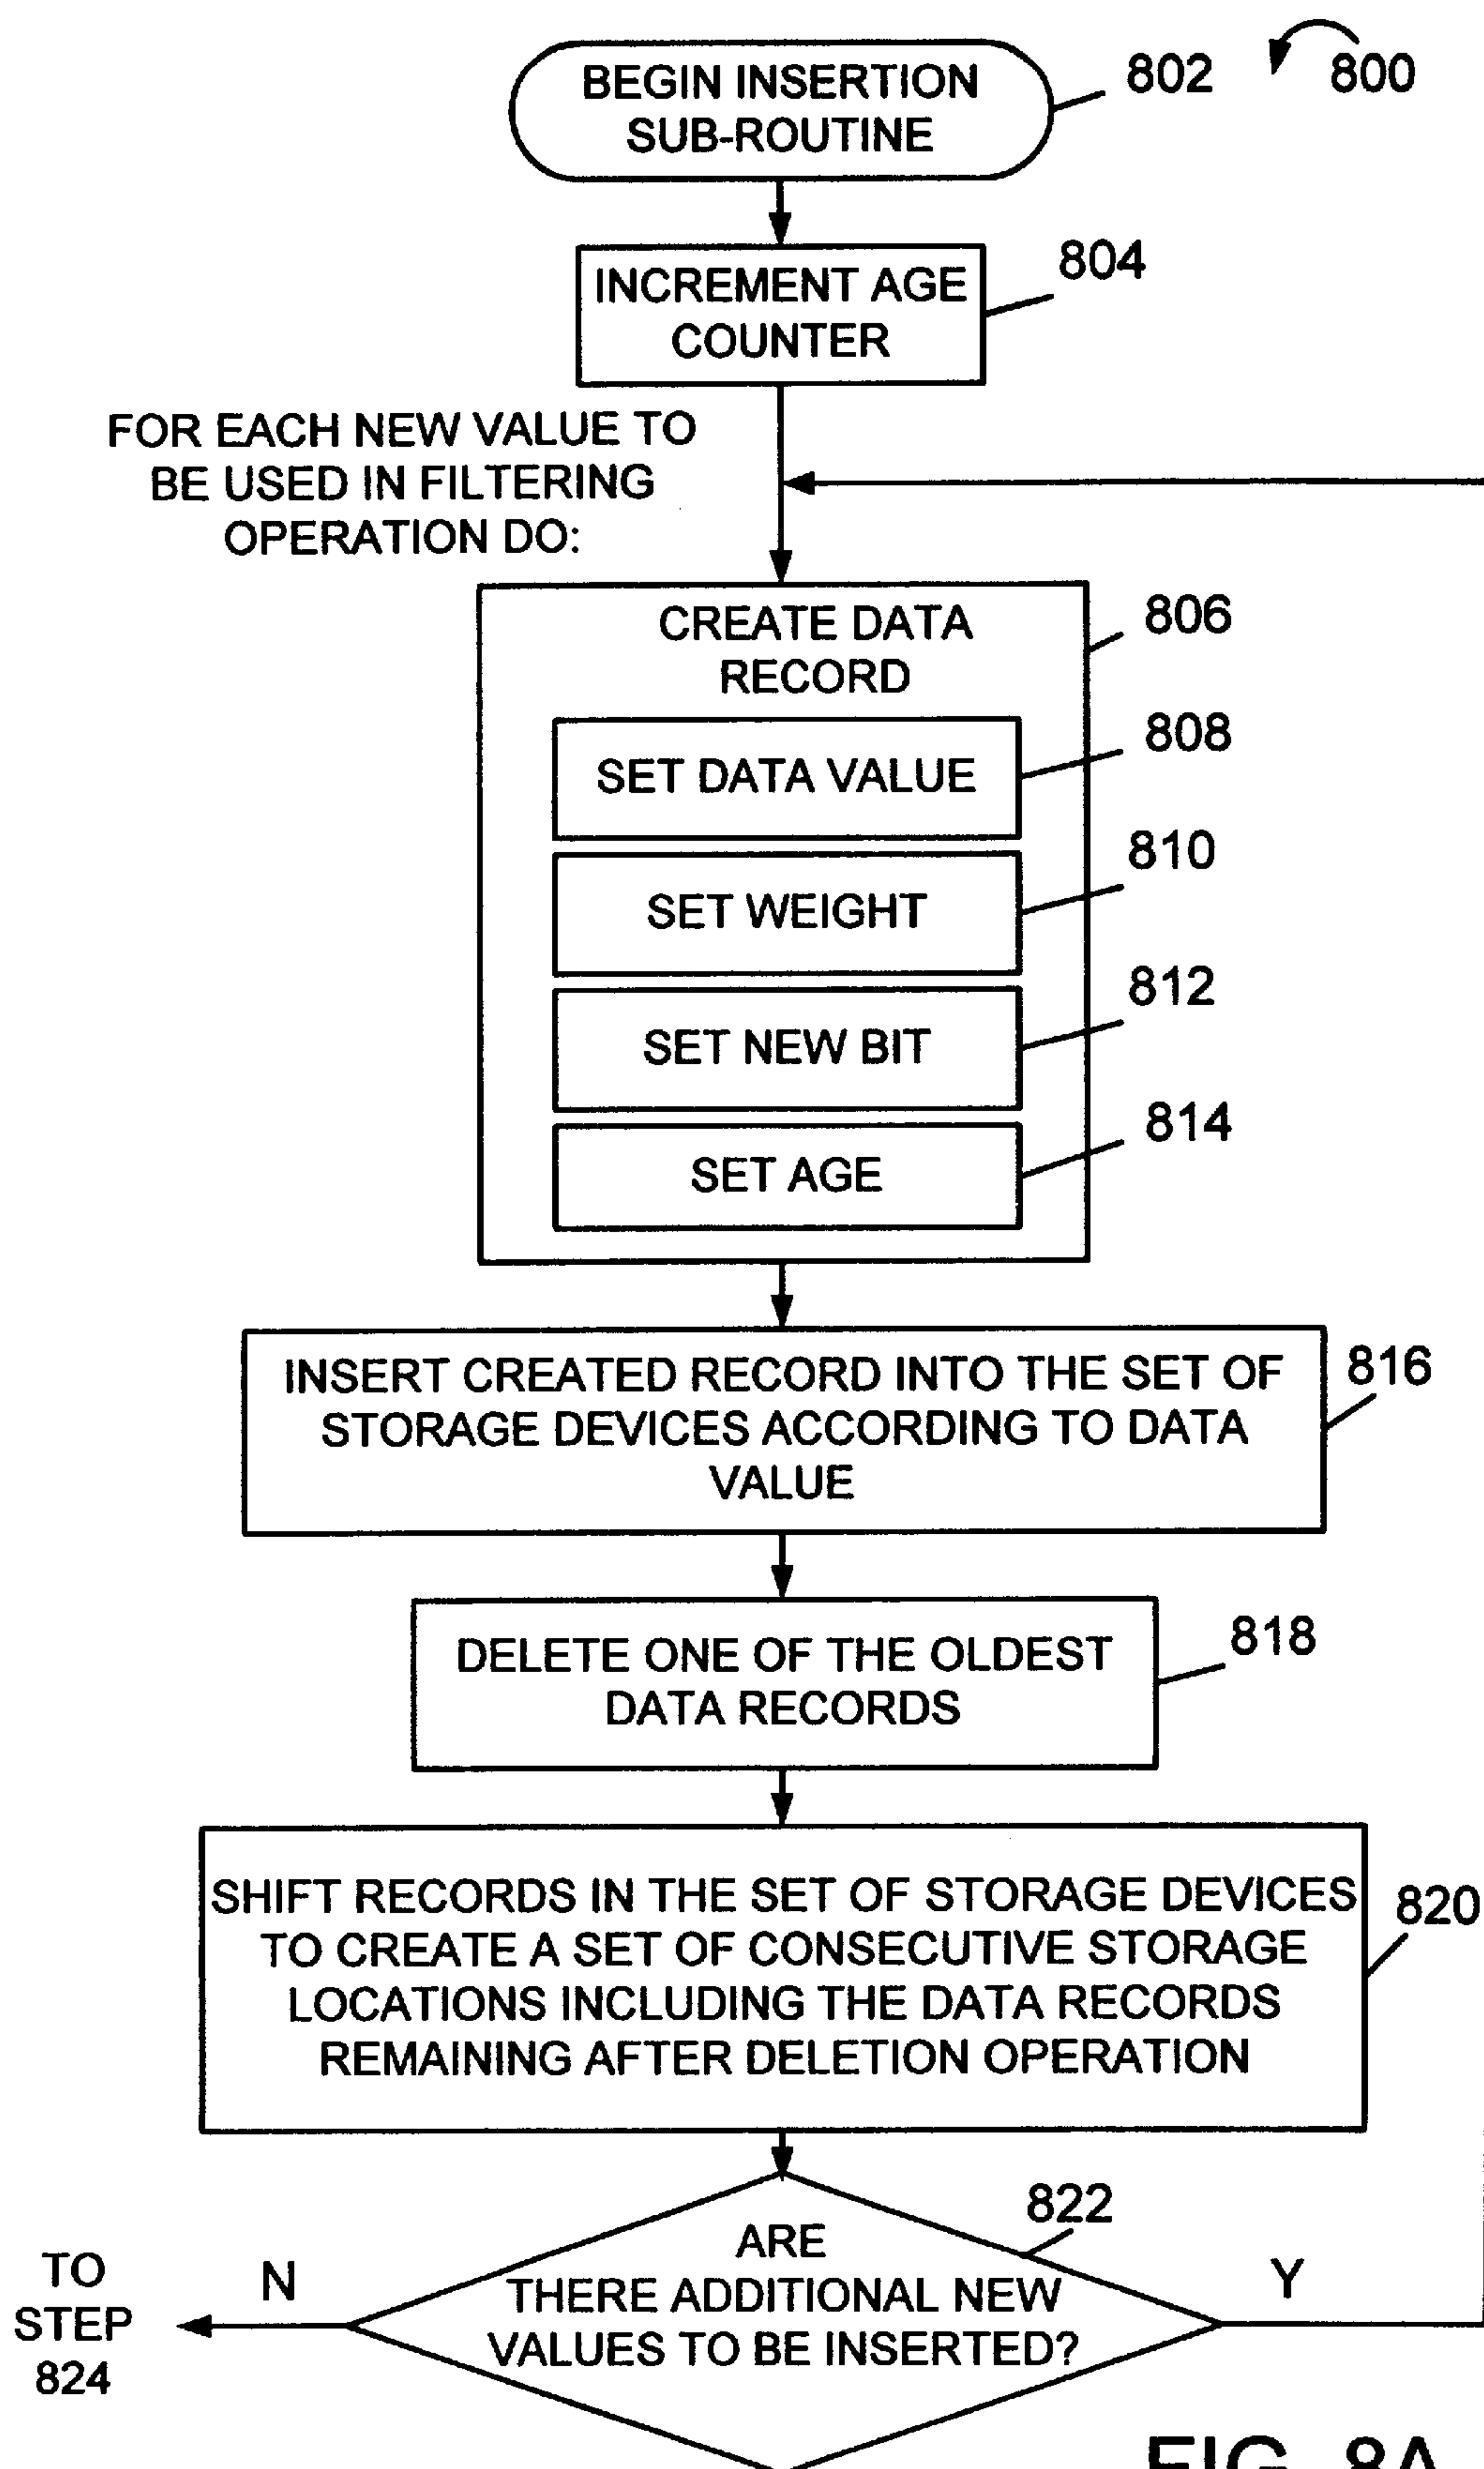 BEGIN INSERTION
SUB-ROUTINE
802
800
INCREMENT AGE
COUNTER
804
FOR EACH NEW VALUE TO
BE USED IN FILTERING
OPERATION DO:
CREATE DATA
RECORD
806
SET DATA VALUE
808
SET WEIGHT
810
SET NEW BIT
812
SET AGE
814
INSERT CREATED RECORD INTO THE SET OF
STORAGE DEVICES ACCORDING TO DATA
VALUE
816
DELETE ONE OF THE OLDEST
DATA RECORDS
818
SHIFT RECORDS IN THE SET OF STORAGE DEVICES
TO CREATE A SET OF CONSECUTIVE STORAGE
LOCATIONS INCLUDING THE DATA RECORDS
REMAINING AFTER DELETION OPERATION
820
ARE
THERE ADDITIONAL NEW
VALUES TO BE INSERTED?
822
N
Y
TO
STEP
824
FIG. 8A